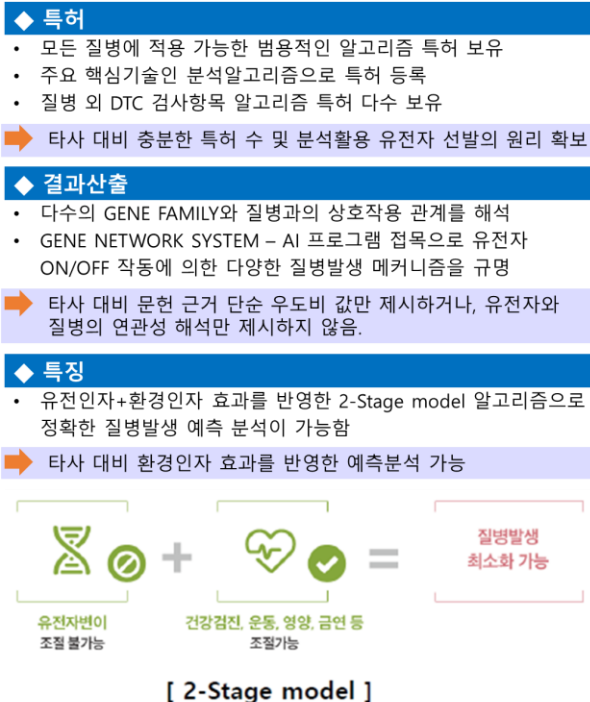 ◆ 특허
• 모든 질병에 적용 가능한 범용적인 알고리즘 특허 보유
• 주요 핵심기술인 분석알고리즘으로 특허 등록
• 질병 외 DTC 검사항목 알고리즘 특허 다수 보유
타사 대비 충분한 특허 수 및 분석활용 유전자 선발의 원리 확보
◆ 결과산출
• 다수의 GENE FAMILY와 질병과의 상호작용 관계를 해석
• GENE NETWORK SYSTEM – AI 프로그램 접목으로 유전자
ON/OFF 작동에 의한 다양한 질병발생 메커니즘을 규명
타사 대비 문헌 근거 단순 우도비 값만 제시하거나, 유전자와
질병의 연관성 해석만 제시하지 않음.
◆ 특징
• 유전인자+환경인자 효과를 반영한 2-Stage model 알고리즘으로
정확한 질병발생 예측 분석이 가능함
타사 대비 환경인자 효과를 반영한 예측분석 가능
질병발생
최소화 가능
유전자변이
조절 불가능
건강검진, 운동, 영양, 금연 등
조절가능
[ 2-Stage model ]